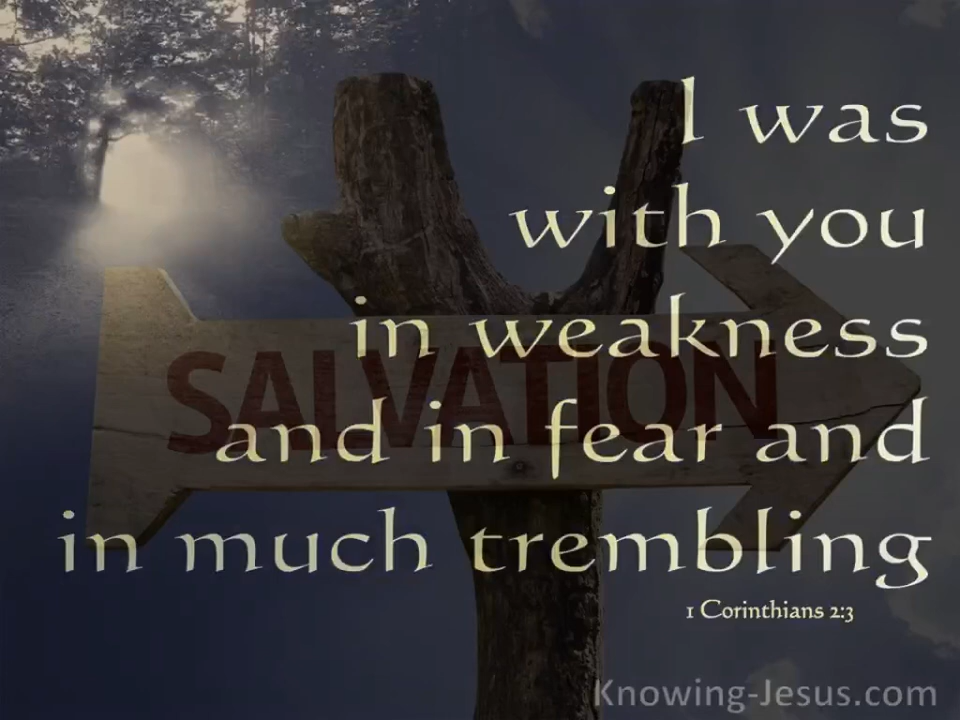 I was
with you
in weakness
SALVATION
and in fear and
in much trembling
1 Corinthians 2:3
Knowing-Jesus.com